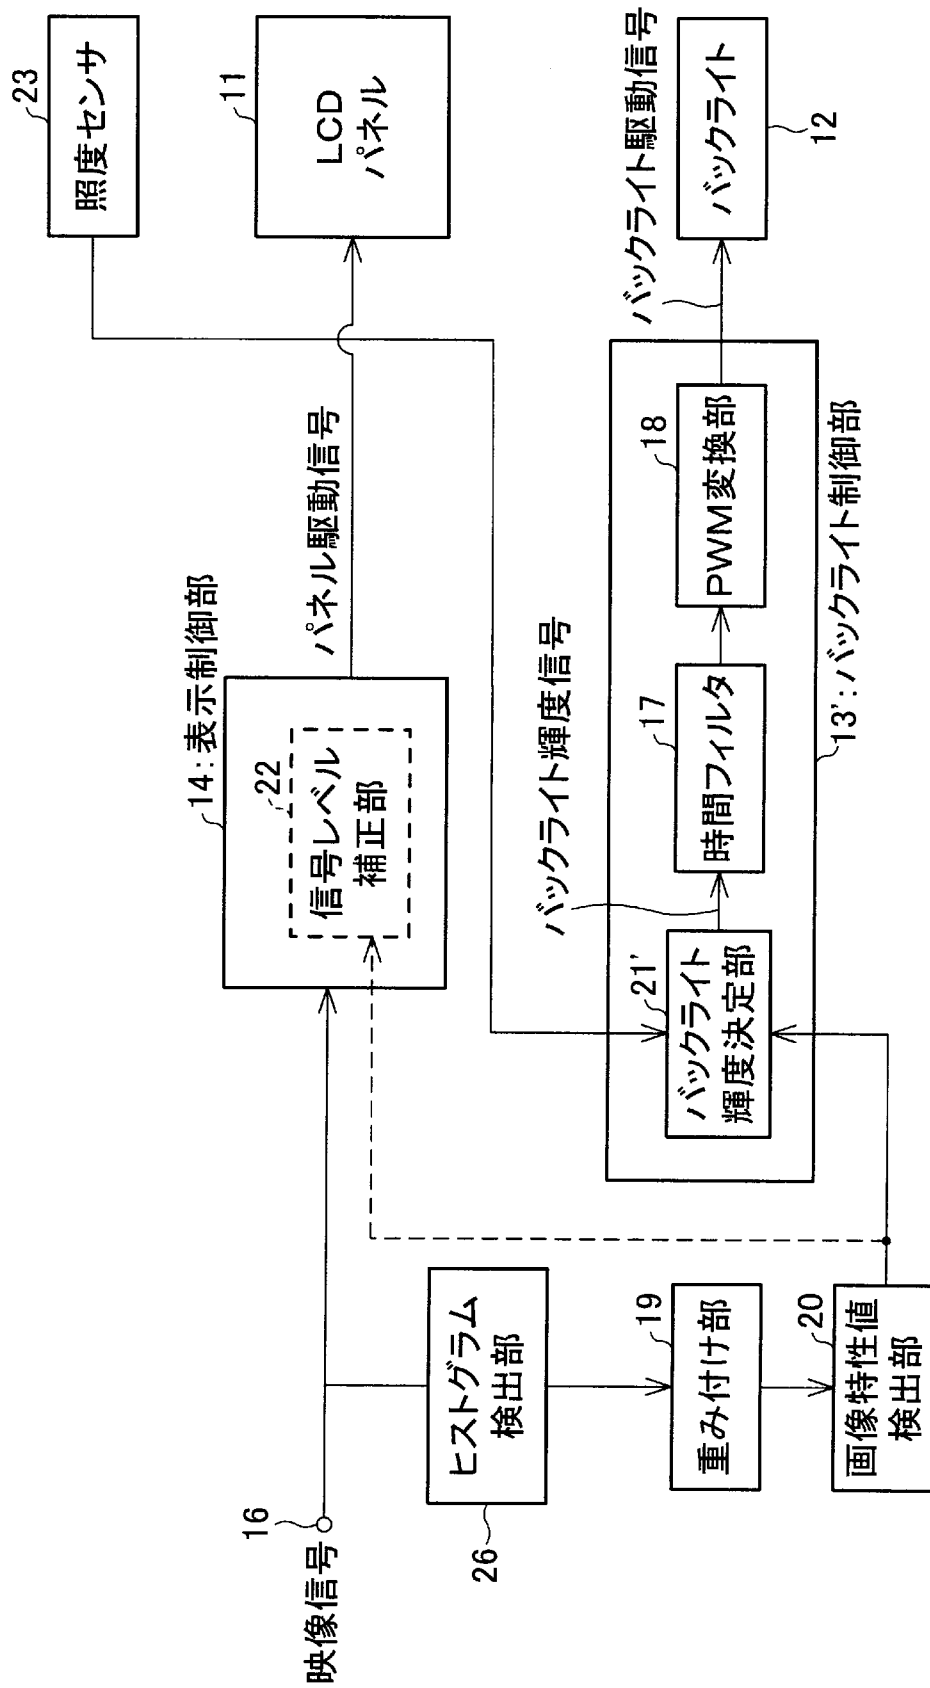 映像信号
16
14：表示制御部
22
信号レベル
補正部
パネル駆動信号
23
照度センサ
11
LCD
パネル
ヒストグラム
検出部
26
19
重み付け部
20
画像特性値
検出部
21'
バックライト
輝度決定部
バックライト輝度信号
17
時間フィルタ
18
PWM変換部
13'：バックライト制御部
バックライト駆動信号
バックライト
12